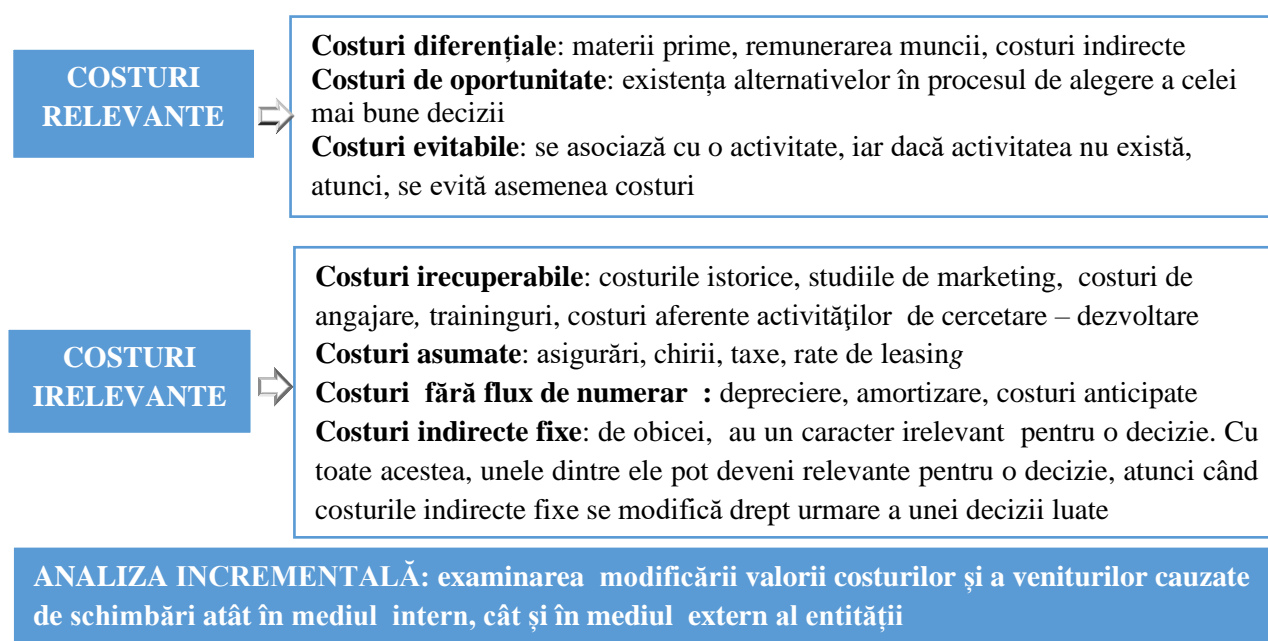 COSTURI
RELEVANTE
Costuri diferențiale: materii prime, remunerarea muncii, costuri indirecte
Costuri de oportunitate: existența alternativelor în procesul de alegere a celei
mai bune decizii
Costuri evitabile: se asociază cu o activitate, iar dacă activitatea nu există,
atunci, se evită asemenea costuri
COSTURI
IRELEVANTE
Costuri irecuperabile: costurile istorice, studiile de marketing, costuri de
angajare, traininguri, costuri aferente activităţilor de cercetare – dezvoltare
Costuri asumate: asigurări, chirii, taxe, rate de leasing
Costuri fără flux de numerar : depreciere, amortizare, costuri anticipate
Costuri indirecte fixe: de obicei, au un caracter irelevant pentru o decizie. Cu
toate acestea, unele dintre ele pot deveni relevante pentru o decizie, atunci când
costurile indirecte fixe se modifică drept urmare a unei decizii luate
ANALIZA INCREMENTALĂ: examinarea modificării valorii costurilor și a veniturilor cauzate
de schimbări atât în mediul intern, cât și în mediul extern al entității